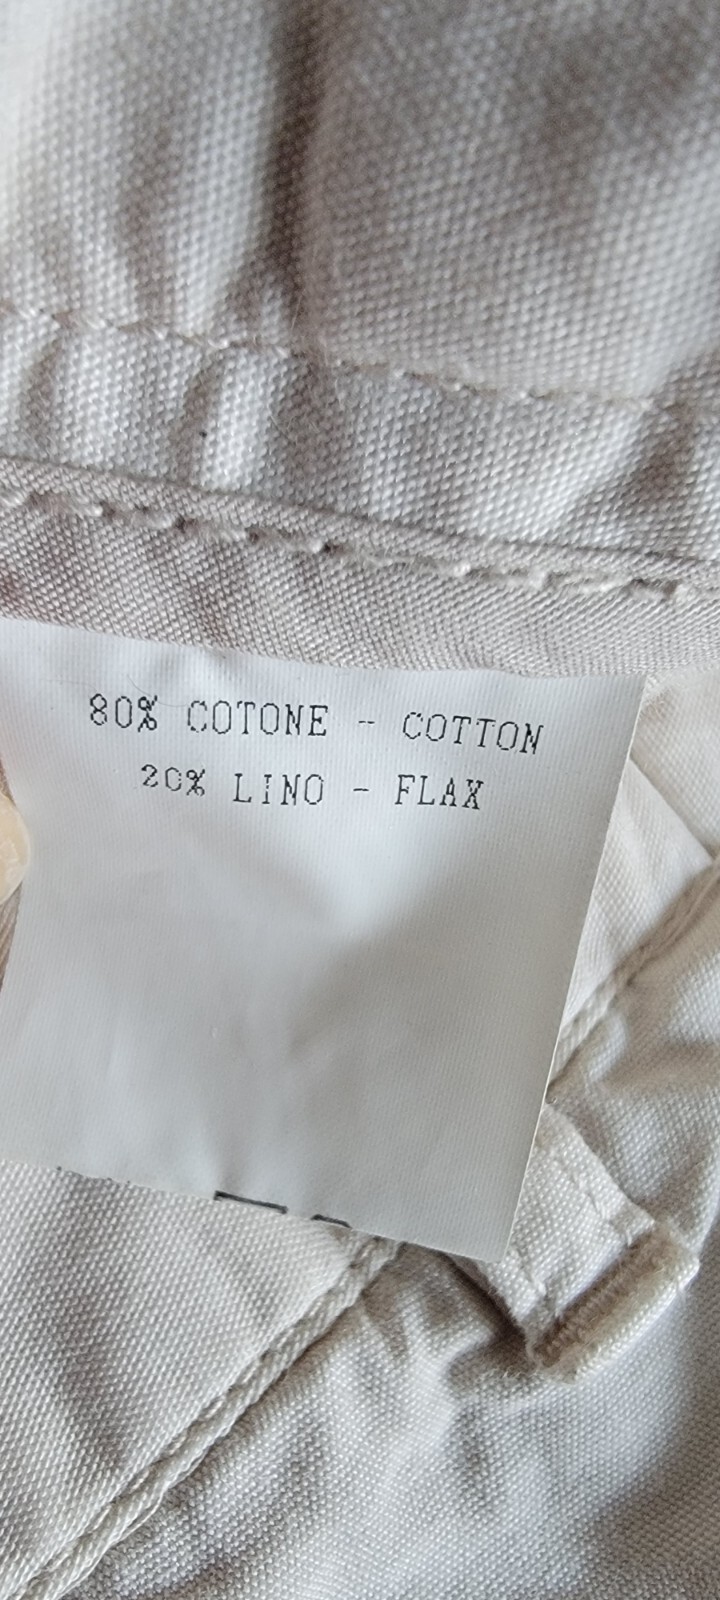 80% COTONE - COTTON
20% LINO - FLAX